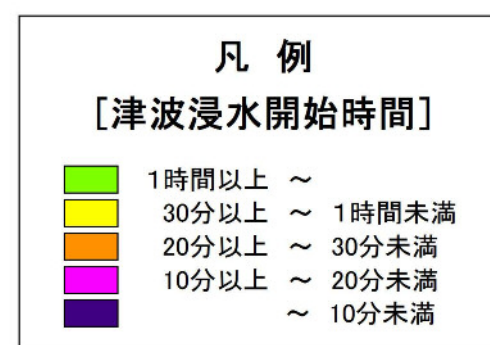 凡 例
[津波浸水開始時間]
1時間以上 ～
30分以上 ～ 1時間未満
20分以上 ～ 30分未満
10分以上 ～ 20分未満
～ 10分未満